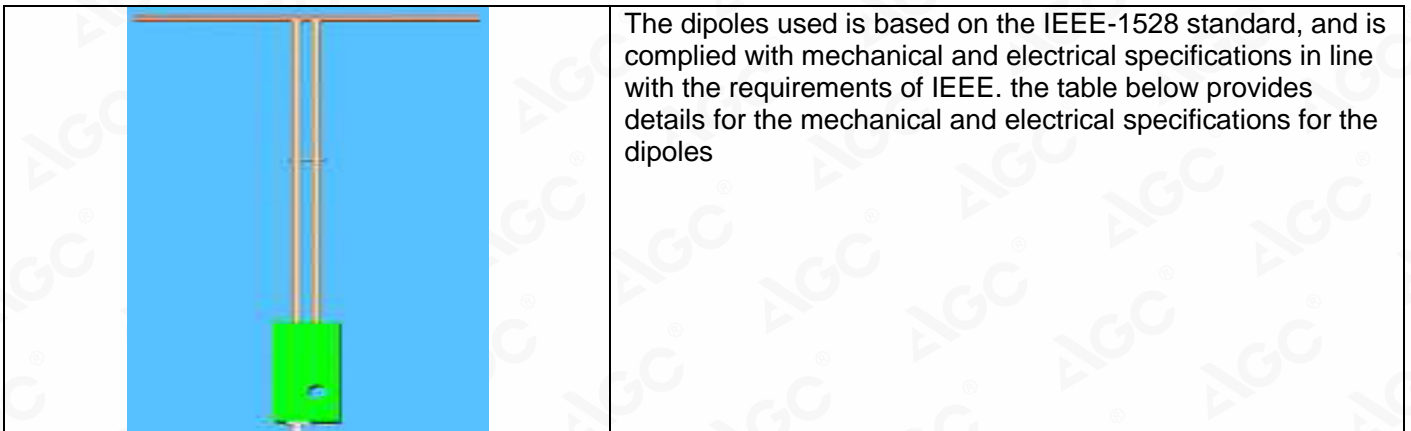 The dipoles used is based on the IEEE-1528 standard, and is
complied with mechanical and electrical specifications in line
with the requirements of IEEE. the table below provides
details for the mechanical and electrical specifications for the
dipoles